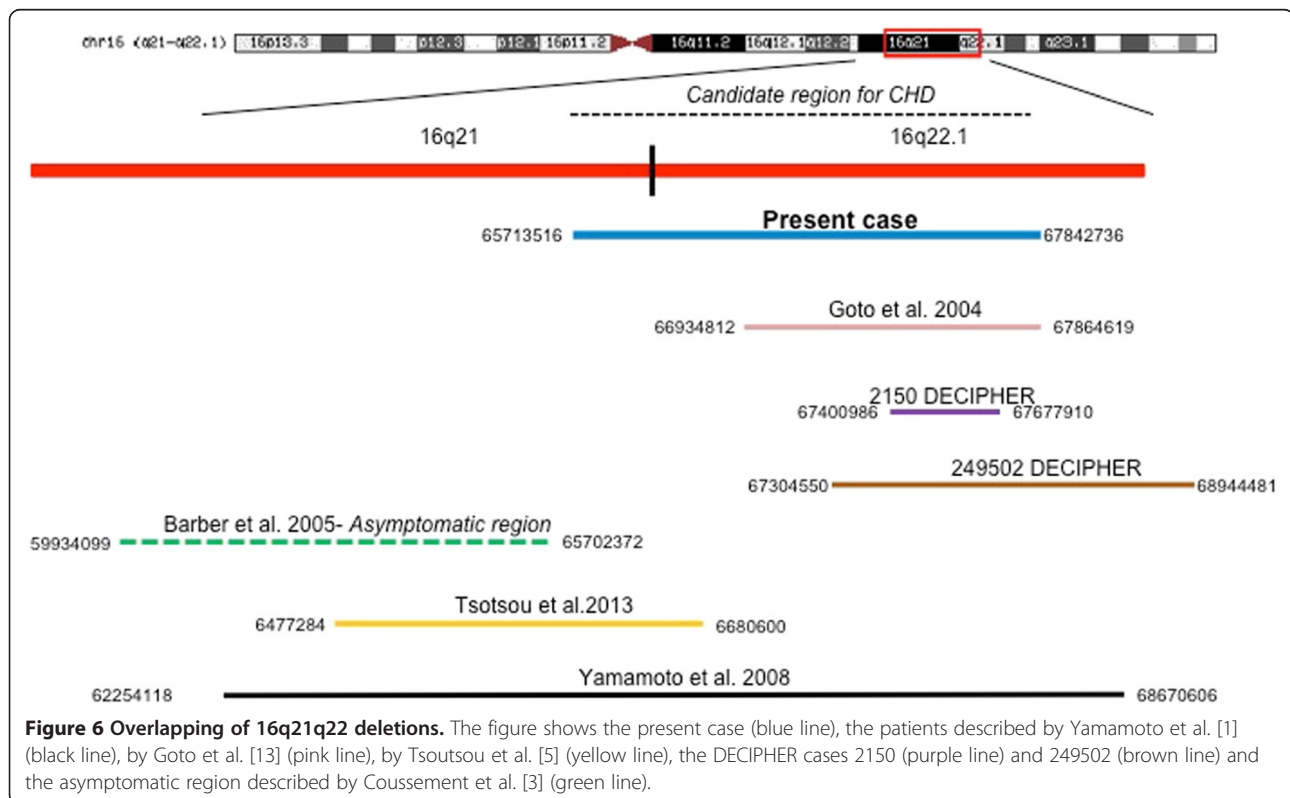 chr16 (q21-q22.1) 16p13.3 p12.3 p12.1 16p11.2 16q11.2 16q12.1 q12.2 16q21 q22.1 q23.1
Candidate region for CHD
16q21 16q22.1
Present case
65713516 67842736
Goto et al. 2004
66934812 67864619
2150 DECIPHER
67400986 67677910
249502 DECIPHER
67304550 68944481
Barber et al. 2005- Asymptomatic region
59934099 65702372
Tsotsou et al.2013
6477284 6680600
Yamamoto et al. 2008
62254118 68670606
Figure 6 Overlapping of 16q21q22 deletions. The figure shows the present case (blue line), the patients described by Yamamoto et al. [1]
(black line), by Goto et al. [13] (pink line), by Tsoutsou et al. [5] (yellow line), the DECIPHER cases 2150 (purple line) and 249502 (brown line) and
the asymptomatic region described by Coussement et al. [3] (green line).